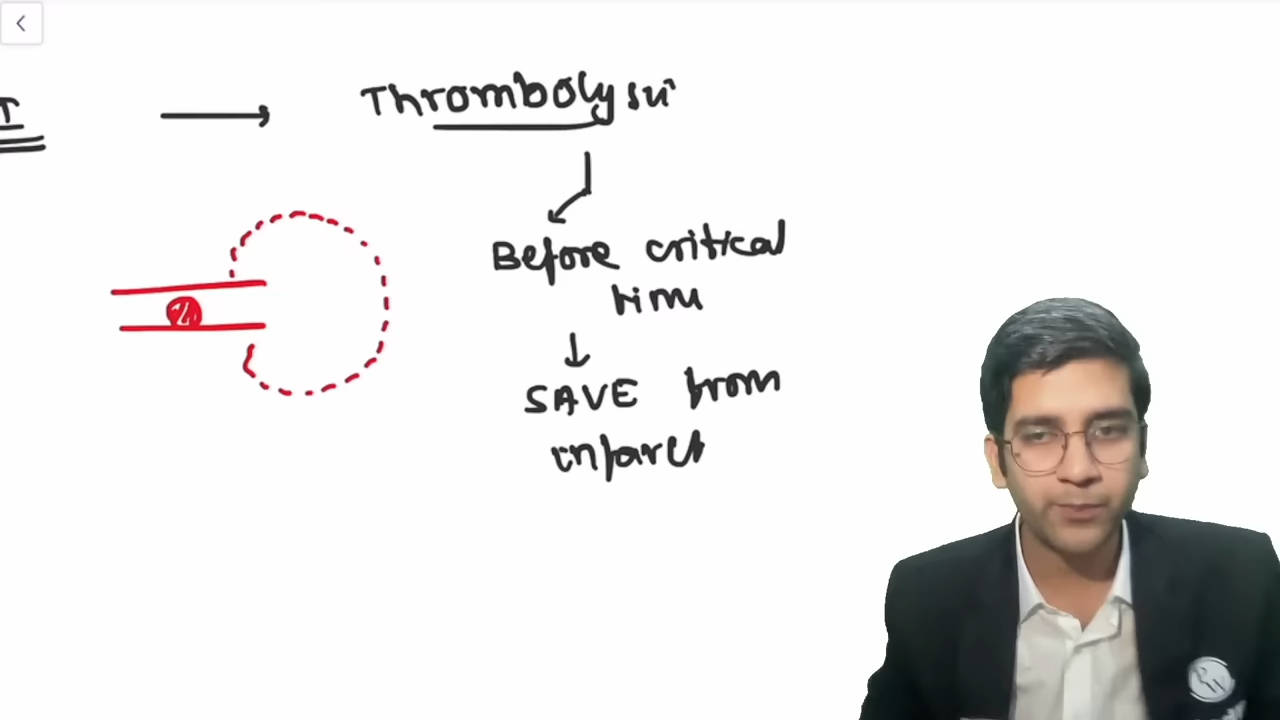 T → Thrombolysis
Before critical
time
↓
SAVE from
infarct